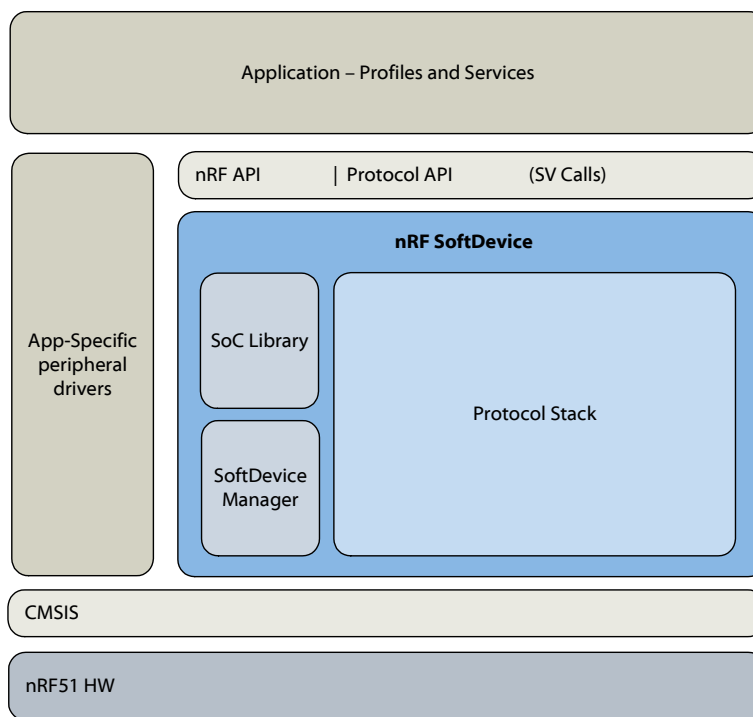 Application – Profiles and Services
nRF API | Protocol API (SV Calls)
nRF SoftDevice
App-Specific
peripheral
drivers
SoC Library
Protocol Stack
SoftDevice
Manager
CMSIS
nRF51 HW